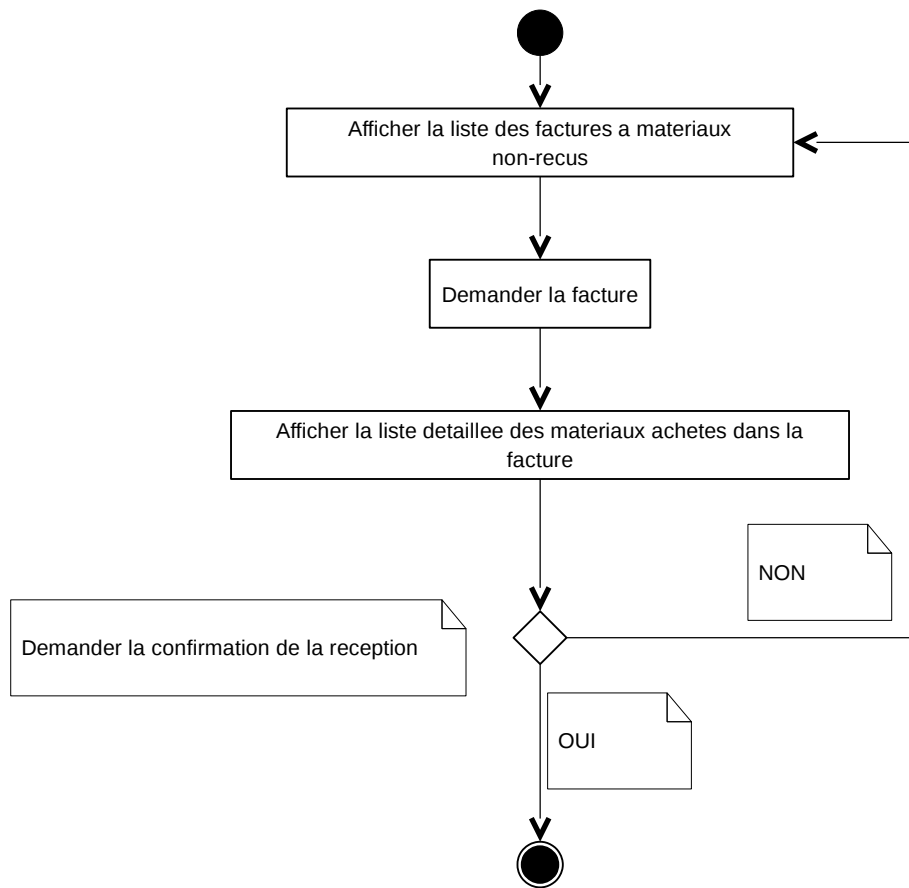 Afficher la liste des factures a materiaux
non-recus
Demander la facture
Afficher la liste detaillee des materiaux achetes dans la
facture
NON
Demander la confirmation de la reception
OUI